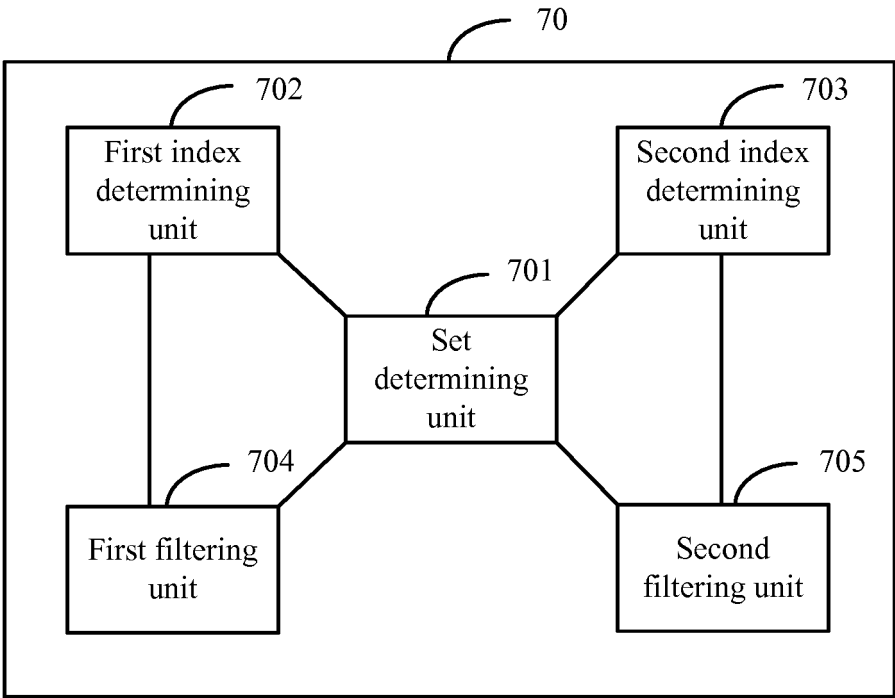 70
702
703
First index
determining
unit
Second index
determining
unit
701
Set
determining
unit
704
705
First filtering
unit
Second
filtering unit